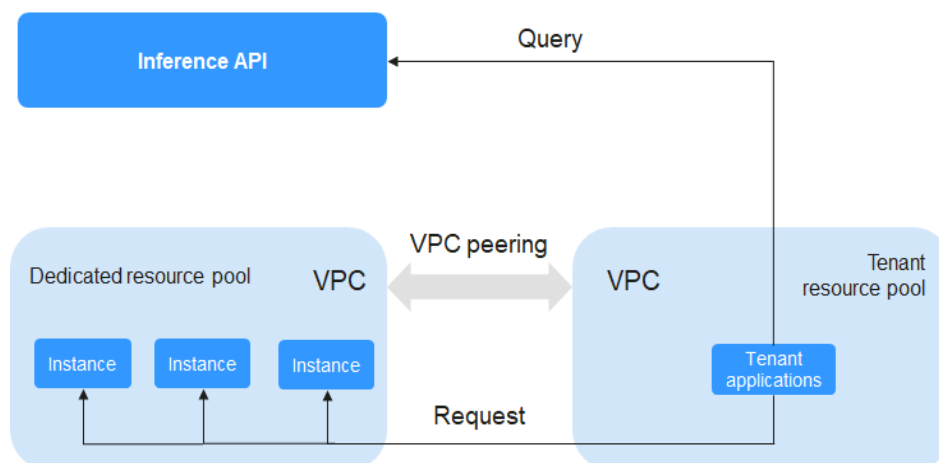 Query
Inference API
VPC peering
Dedicated resource pool
VPC
VPC
Tenant
resource pool
Instance
Instance
Instance
Tenant
applications
Request